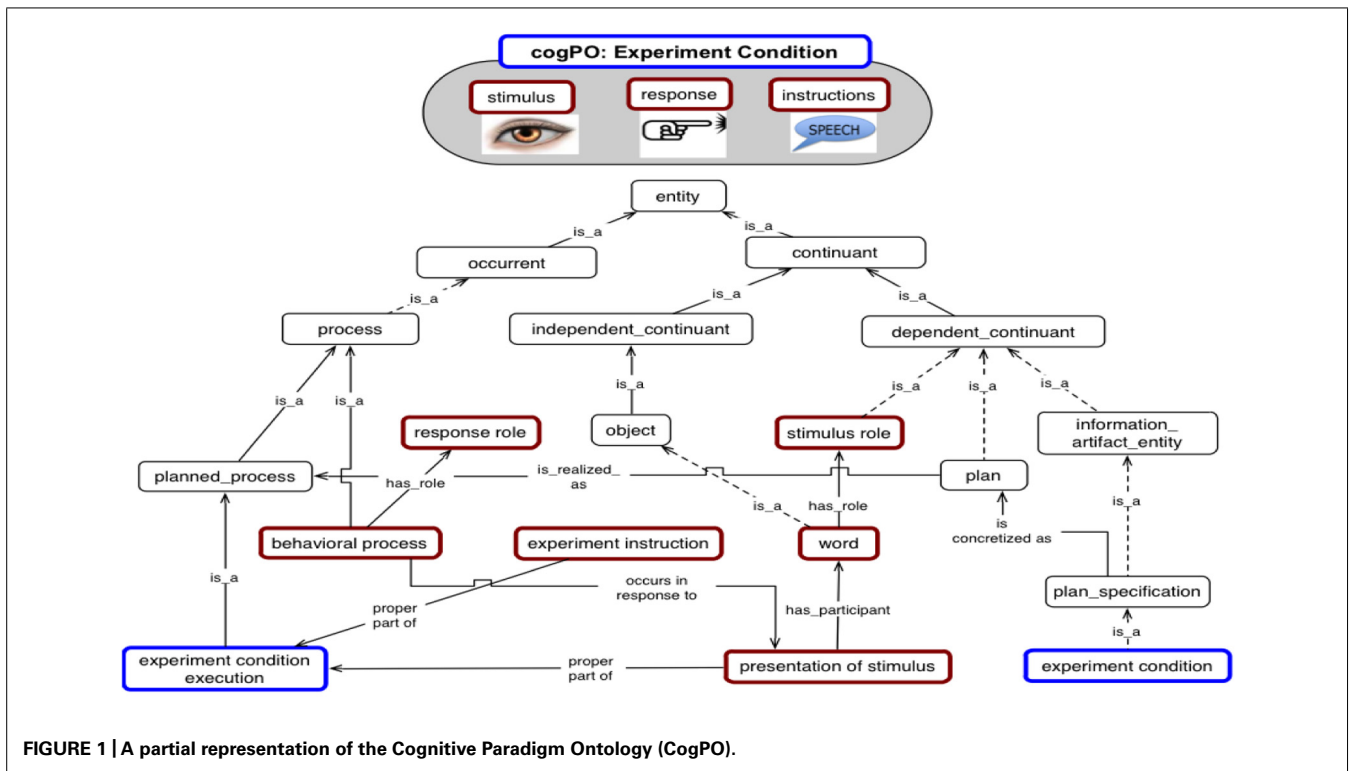 cogPO: Experiment Condition
stimulus
response
instructions
SPEECH
entity
is_a
is_a
occurrent
continuant
is_a
is_a
is_a
process
independent_continuant
dependent_continuant
is_a
is_a
is_a
is_a
is_a
is_a
response role
object
stimulus role
information_
artifact_entity
planned_process
has_role
is_realized_
as
plan
is_a
has_role
is_a
behavioral process
experiment instruction
word
is
concretized as
is_a
occurs in
response to
proper
part of
has_participant
plan_specification
is_a
experiment condition
execution
proper
part of
presentation of stimulus
experiment condition
FIGURE 1 | A partial representation of the Cognitive Paradigm Ontology (CogPO).